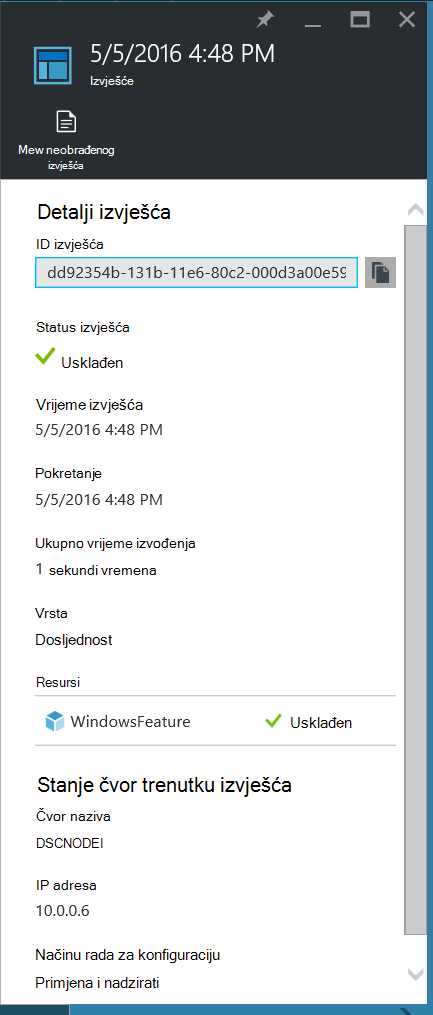 5/5/2016 4:48 PM
Izvješće
Mew neobrađenog
izvješća
Detalji izvješća
ID izvješća
dd92354b-131b-11e6-80c2-000d3a00e59
Status izvješća
Usklađen
Vrijeme izvješća
5/5/2016 4:48 PM
Pokretanje
5/5/2016 4:48 PM
Ukupno vrijeme izvođenja
1 sekundi vremena
Vrsta
Dosljednost
Resursi
WindowsFeature Usklađen
Stanje čvor trenutku izvješća
Čvor naziva
DSCNODEI
IP adresa
10.0.0.6
Načinu rada za konfiguraciju
Primjena i nadzirati